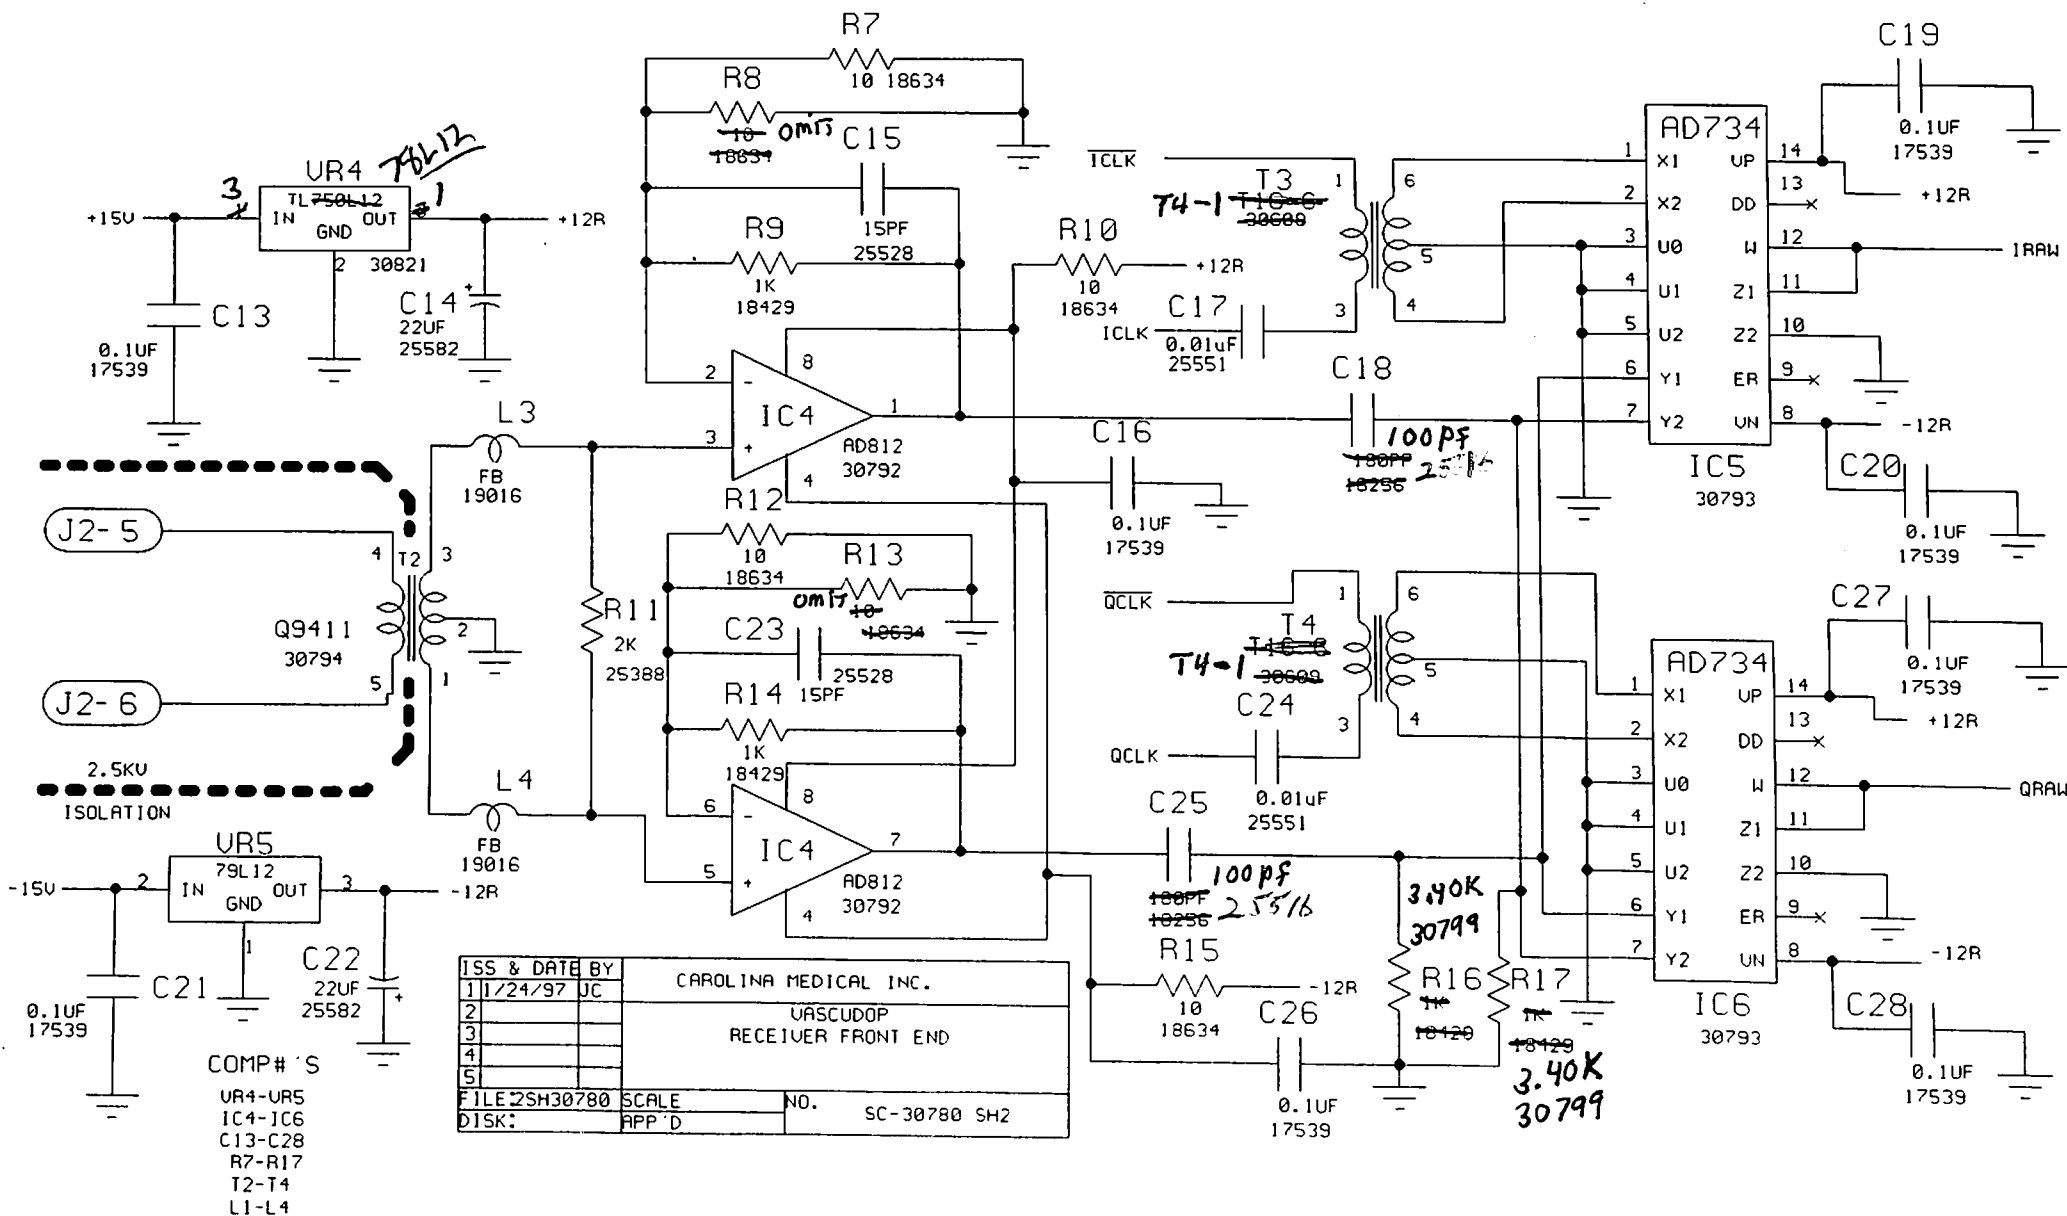 R7
10 18634
R8
10 omit
18634
C15
15PF
25528
R9
1K
18429
VR4 78L12
TL750L12
3 IN OUT 3 1
GND
2 30821
+15V
+12R
C13
0.1UF
17539
C14
+
22UF
25582
L3
FB
19016
2 -
3 +
8
IC4
1
AD812
30792
4
R10
10
18634
+12R
ICLK
T3
T4-1 T16-6
30609
1
3
6
5
4
ICLK
C17
0.01uF
25551
C18
100pf
180PF
18256
C16
0.1UF
17539
AD734
1 X1 VP 14
2 X2 DD 13
3 U0 W 12
4 U1 Z1 11
5 U2 Z2 10
6 Y1 ER 9
7 Y2 VN 8
IC5
30793
C19
0.1UF
17539
+12R
IRAW
-12R
C20
0.1UF
17539
J2-5
J2-6
4
5
T2
3
2
1
Q9411
30794
2.5KV
ISOLATION
R11
2K
25388
R12
10
18634
R13
omit 10
18634
C23
15PF
25528
R14
1K
18429
L4
FB
19016
6 -
5 +
8
IC4
7
AD812
30792
4
QCLK
T4
T4-1 T16-6
30609
1
3
6
5
4
QCLK
C24
0.01uF
25551
C25
100pf
180PF
18256 25516
3.40K
30799
R16
1K
18429
R17
1K
18429
3.40K
30799
R15
10
18634
-12R
C26
0.1UF
17539
AD734
1 X1 VP 14
2 X2 DD 13
3 U0 W 12
4 U1 Z1 11
5 U2 Z2 10
6 Y1 ER 9
7 Y2 VN 8
IC6
30793
C27
0.1UF
17539
+12R
QRAW
-12R
C28
0.1UF
17539
VR5
79L12
2 IN OUT 3
GND
1
-15V
-12R
C21
0.1UF
17539
C22
22UF
25582
+
COMP#'S
VR4-VR5
IC4-IC6
C13-C28
R7-R17
T2-T4
L1-L4
ISS & DATE BY
1 1/24/97 JC
2
3
4
5
CAROLINA MEDICAL INC.
VASCUDOP
RECEIVER FRONT END
FILE:2SH30780 SCALE
DISK: APP'D
NO. SC-30780 SH2